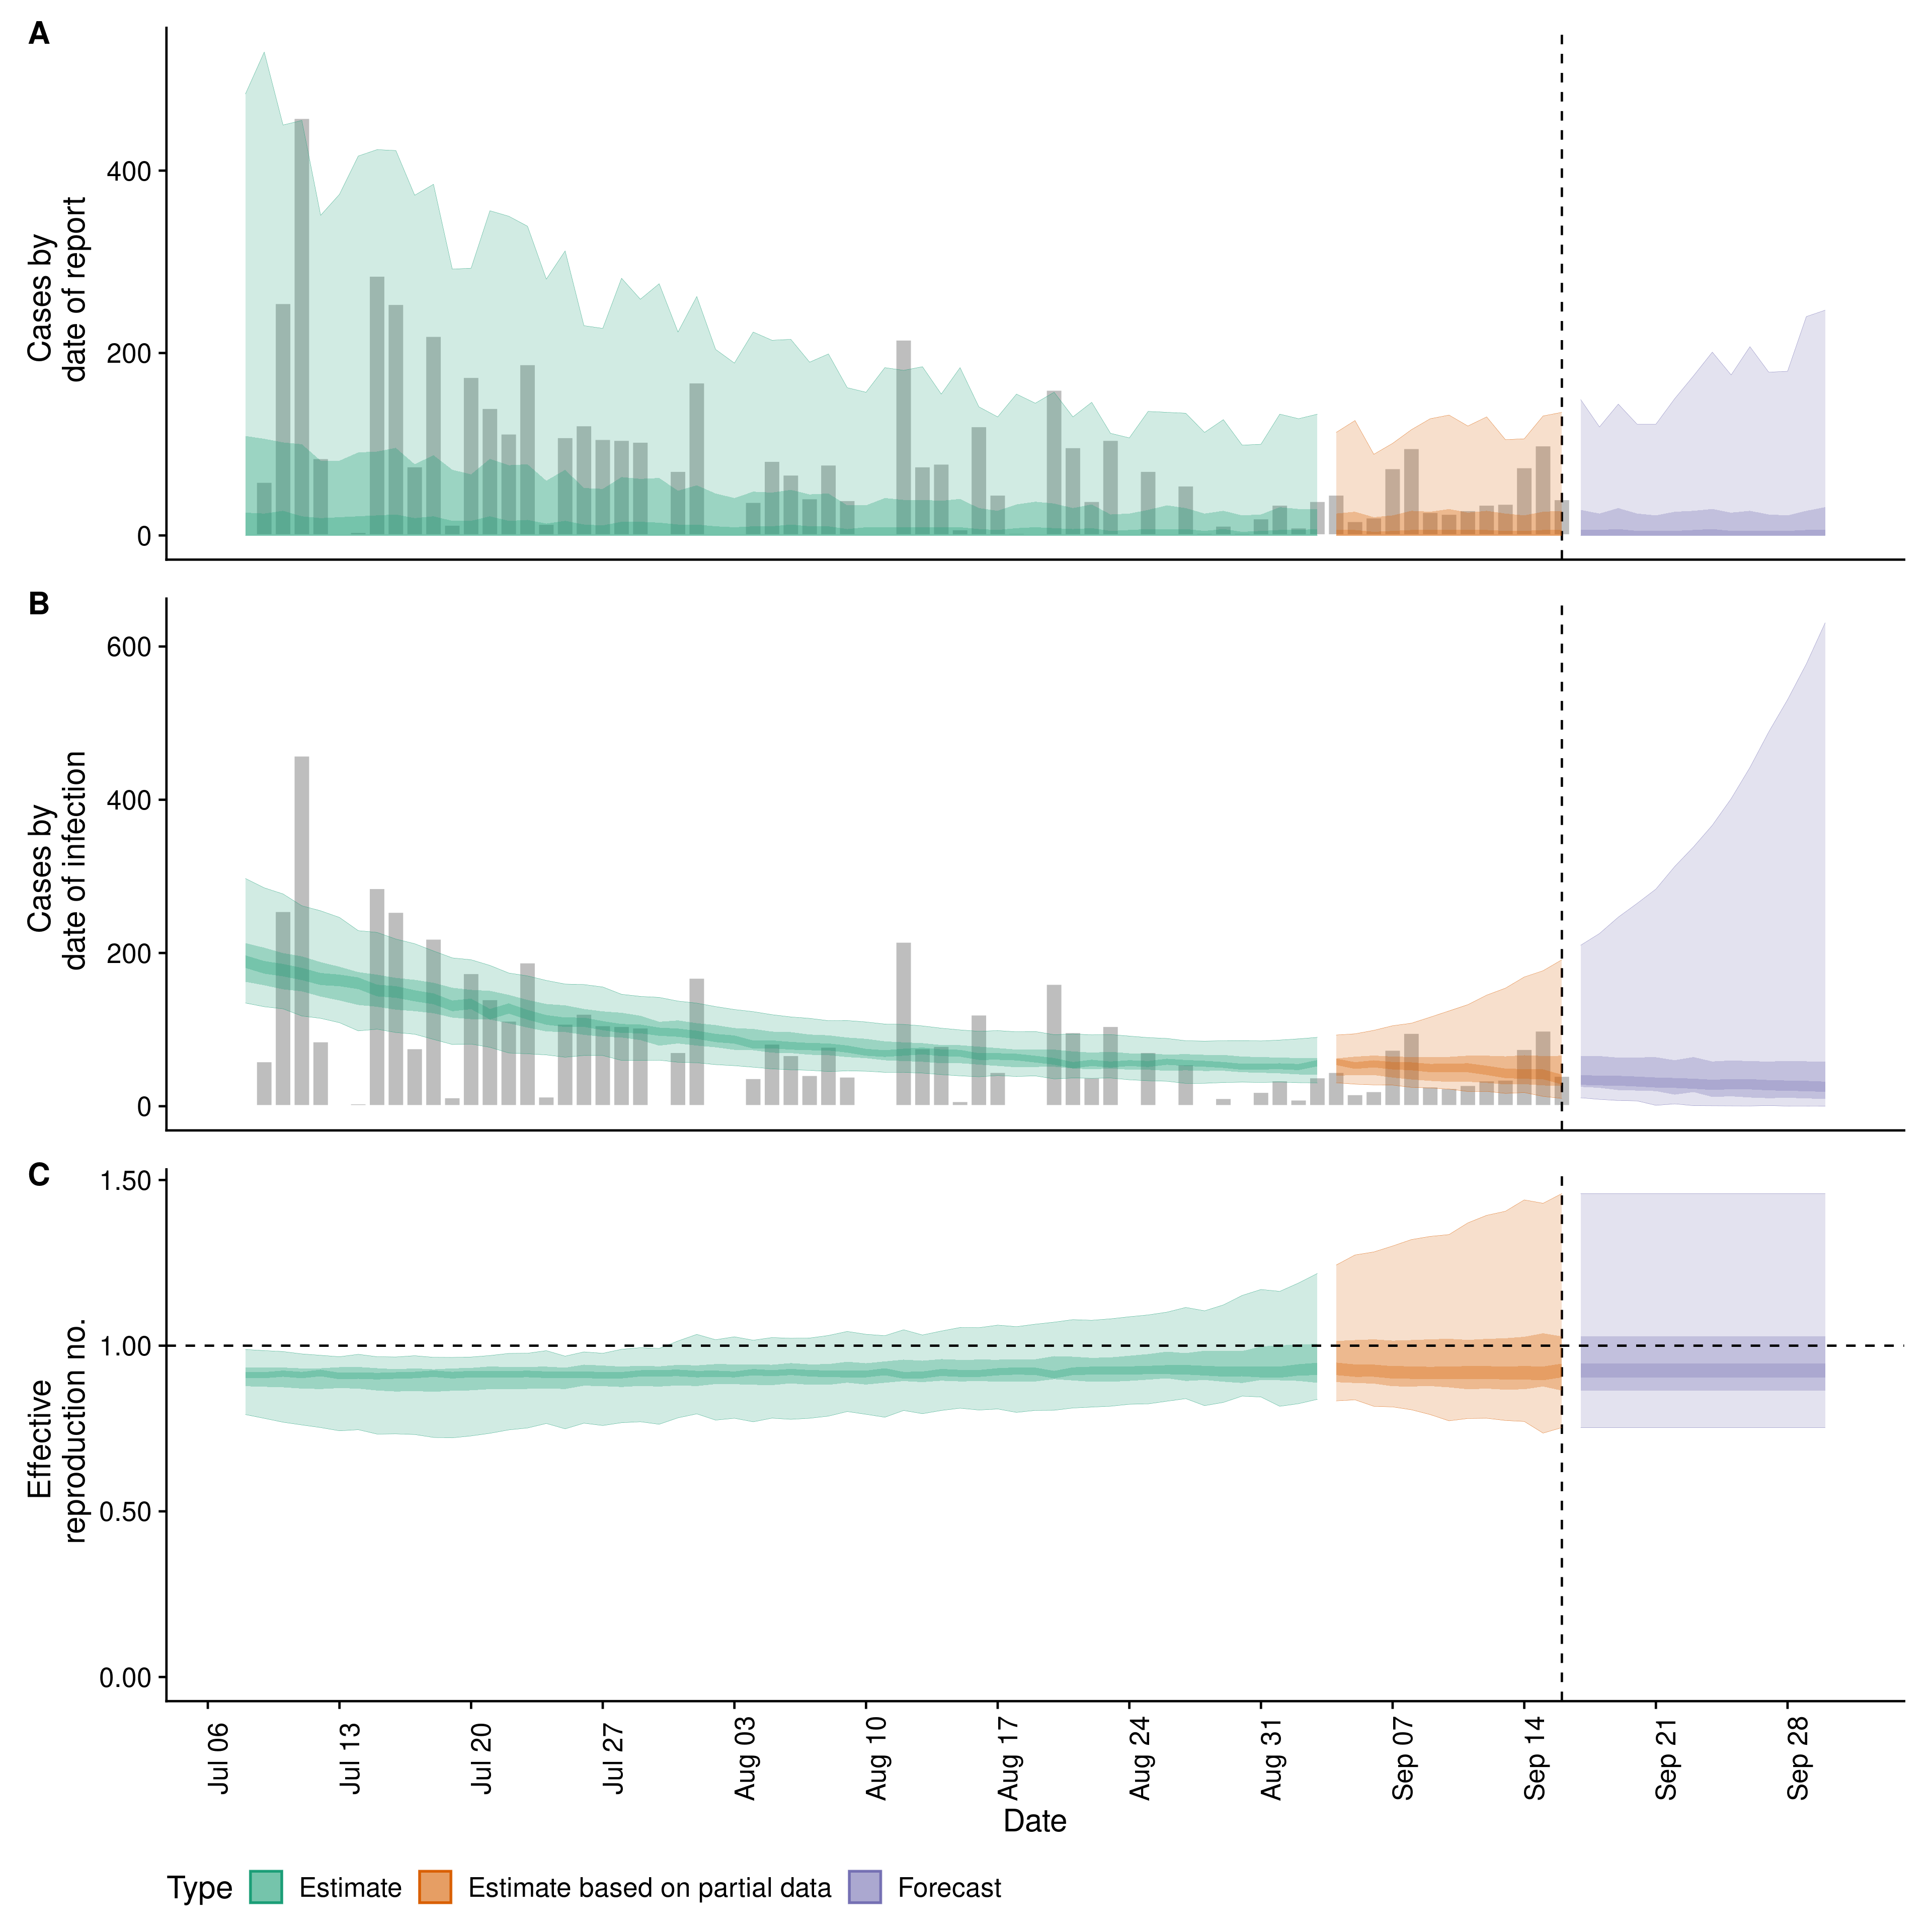 A
Cases by
date of report
400
200
0
B
Cases by
date of infection
600
400
200
0
C
Effective
reproduction no.
1.50
1.00
0.50
0.00
Jul 06
Jul 13
Jul 20
Jul 27
Aug 03
Aug 10
Aug 17
Aug 24
Aug 31
Sep 07
Sep 14
Sep 21
Sep 28
Date
Type Estimate Estimate based on partial data Forecast